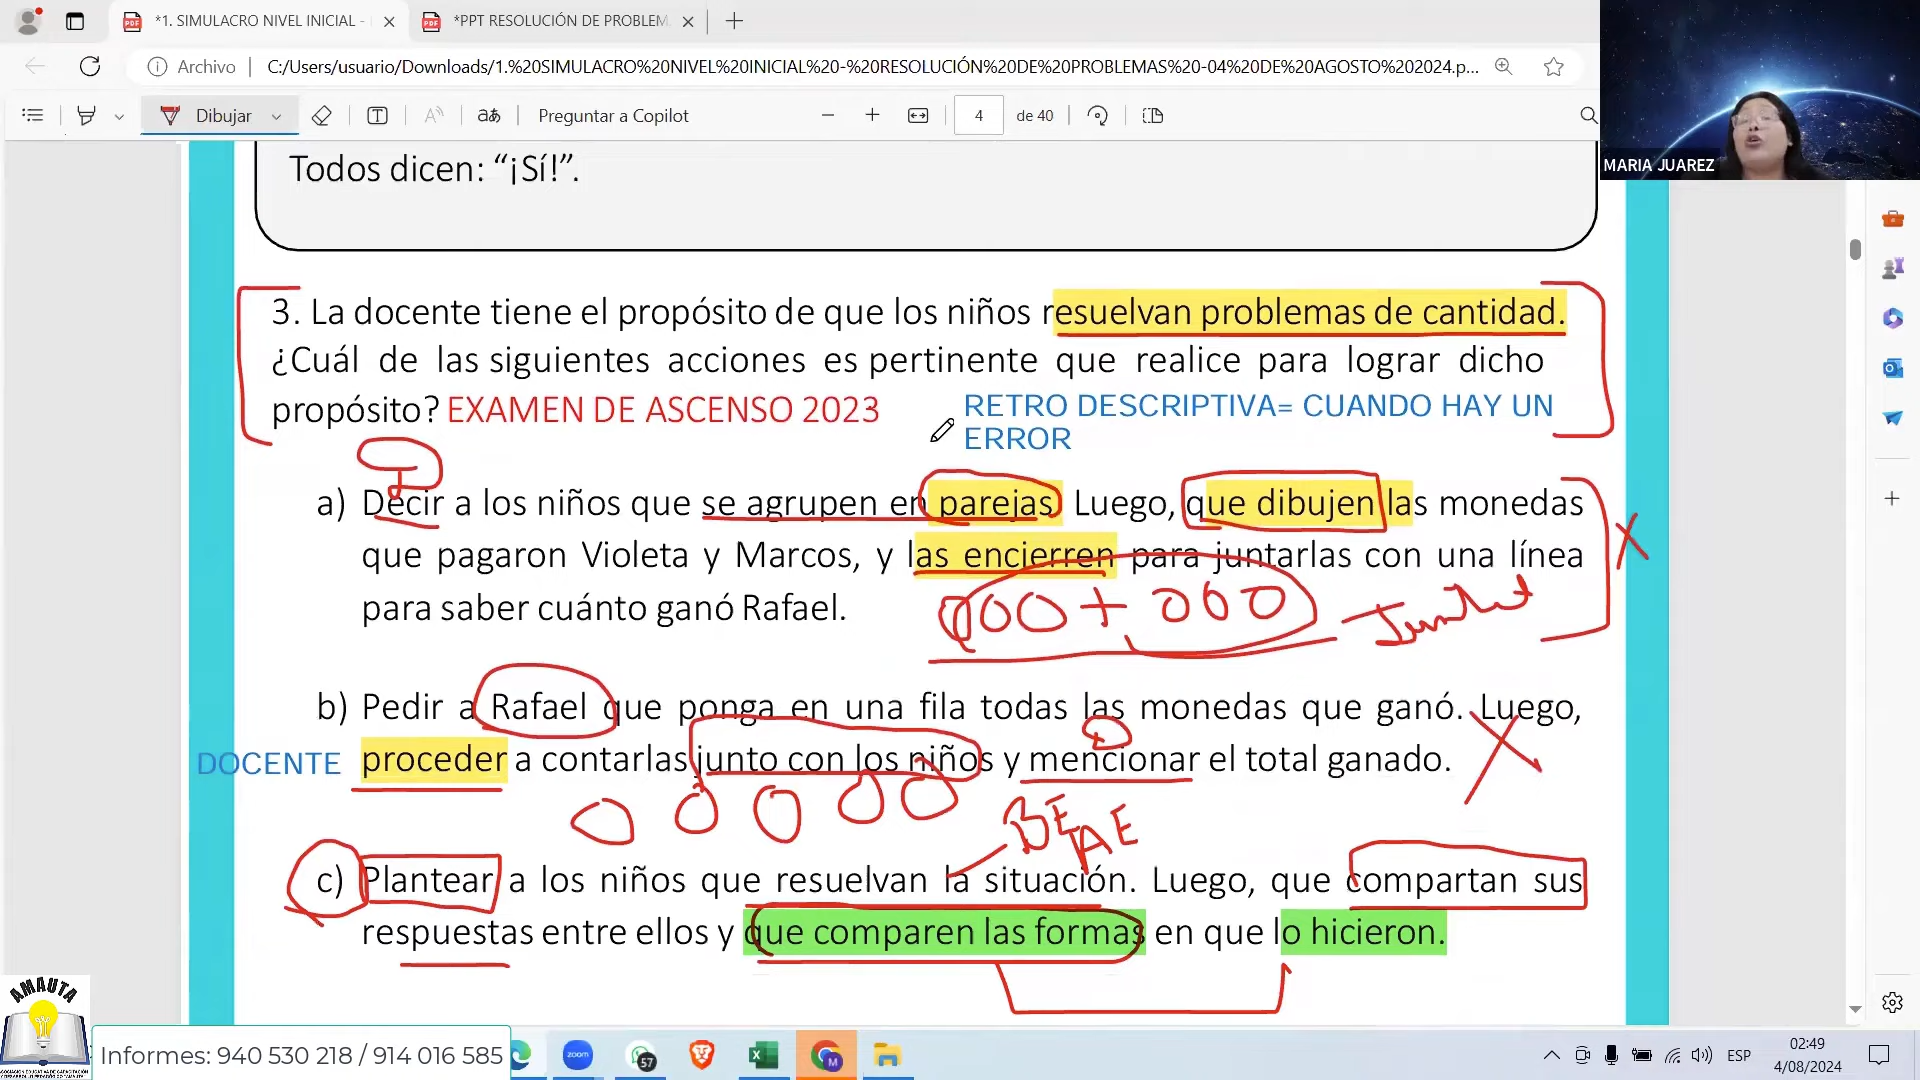 *1. SIMULACRO NIVEL INICIAL -
*PPT RESOLUCIÓN DE PROBLEM
Archivo
C:/Users/usuario/Downloads/1.%20SIMULACRO%20NIVEL%20INICIAL%20-%20RESOLUCIÓN%20DE%20PROBLEMAS%20-04%20DE%20AGOSTO%202024.p...
Dibujar
Preguntar a Copilot
4 de 40
MARIA JUAREZ
Todos dicen: “¡Sí!”.
3. La docente tiene el propósito de que los niños resuelvan problemas de cantidad.
¿Cuál de las siguientes acciones es pertinente que realice para lograr dicho
propósito? EXAMEN DE ASCENSO 2023
RETRO DESCRIPTIVA= CUANDO HAY UN
ERROR
I
a) Decir a los niños que se agrupen en parejas. Luego, que dibujen las monedas
que pagaron Violeta y Marcos, y las encierren para juntarlas con una línea
para saber cuánto ganó Rafael.
000 + 000
X
b) Pedir a Rafael que ponga en una fila todas las monedas que ganó. Luego,
DOCENTE
proceder a contarlas junto con los niños y mencionar el total ganado.
X
BE
AE
c) Plantear a los niños que resuelvan la situación. Luego, que compartan sus
respuestas entre ellos y que comparen las formas en que lo hicieron.
AMAUTA
Informes: 940 530 218 / 914 016 585
zoom
57
M
ESP
02:49
4/08/2024